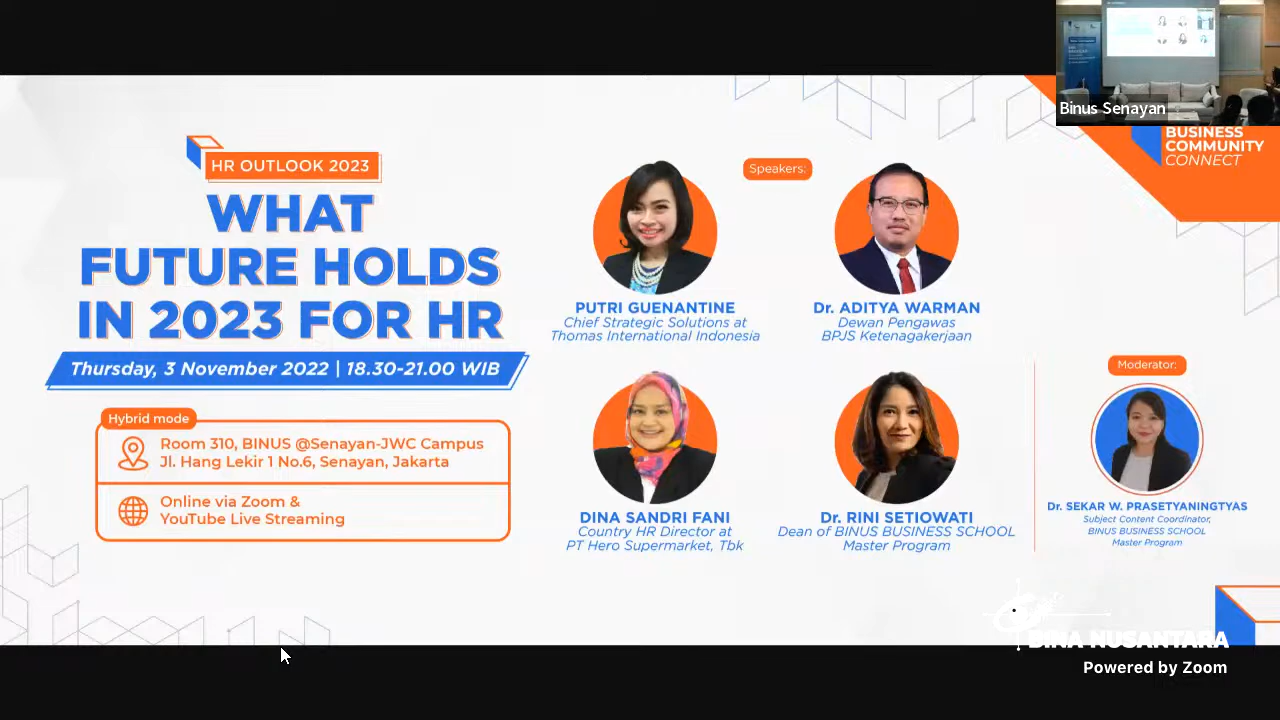 HR OUTLOOK 2023
WHAT
FUTURE HOLDS
IN 2023 FOR HR
Thursday, 3 November 2022 | 18.30-21.00 WIB
Hybrid mode
Room 310, BINUS @Senayan-JWC Campus
Jl. Hang Lekir 1 No.6, Senayan, Jakarta
Online via Zoom &
YouTube Live Streaming
Speakers:
PUTRI GUENANTINE
Chief Strategic Solutions at
Thomas International Indonesia
Dr. ADITYA WARMAN
Dewan Pengawas
BPJS Ketenagakerjaan
DINA SANDRI FANI
Country HR Director at
PT Hero Supermarket, Tbk
Dr. RINI SETIOWATI
Dean of BINUS BUSINESS SCHOOL
Master Program
Moderator:
Dr. SEKAR W. PRASETYANINGTYAS
Subject Content Coordinator,
BINUS BUSINESS SCHOOL
Master Program
Binus Senayan
BUSINESS
COMMUNITY
CONNECT
BINA NUSANTARA
Powered by Zoom